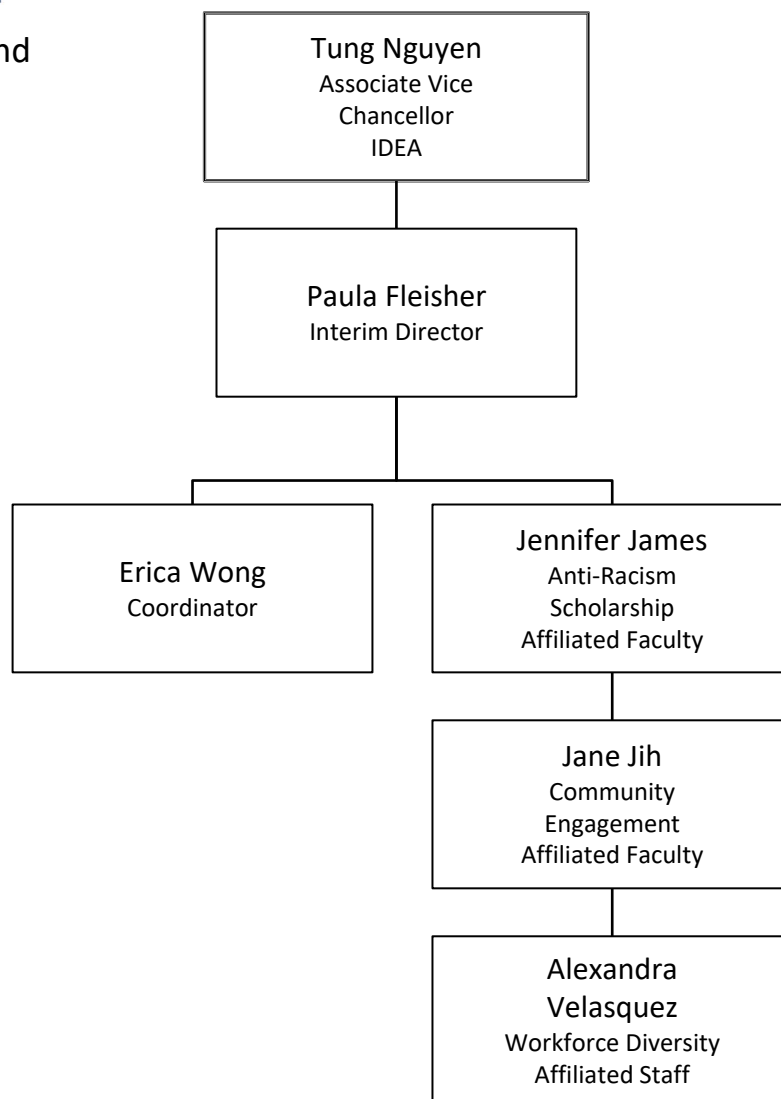 nd
Tung Nguyen
Associate Vice
Chancellor
IDEA
Paula Fleisher
Interim Director
Erica Wong
Coordinator
Jennifer James
Anti-Racism
Scholarship
Affiliated Faculty
Jane Jih
Community
Engagement
Affiliated Faculty
Alexandra
Velasquez
Workforce Diversity
Affiliated Staff